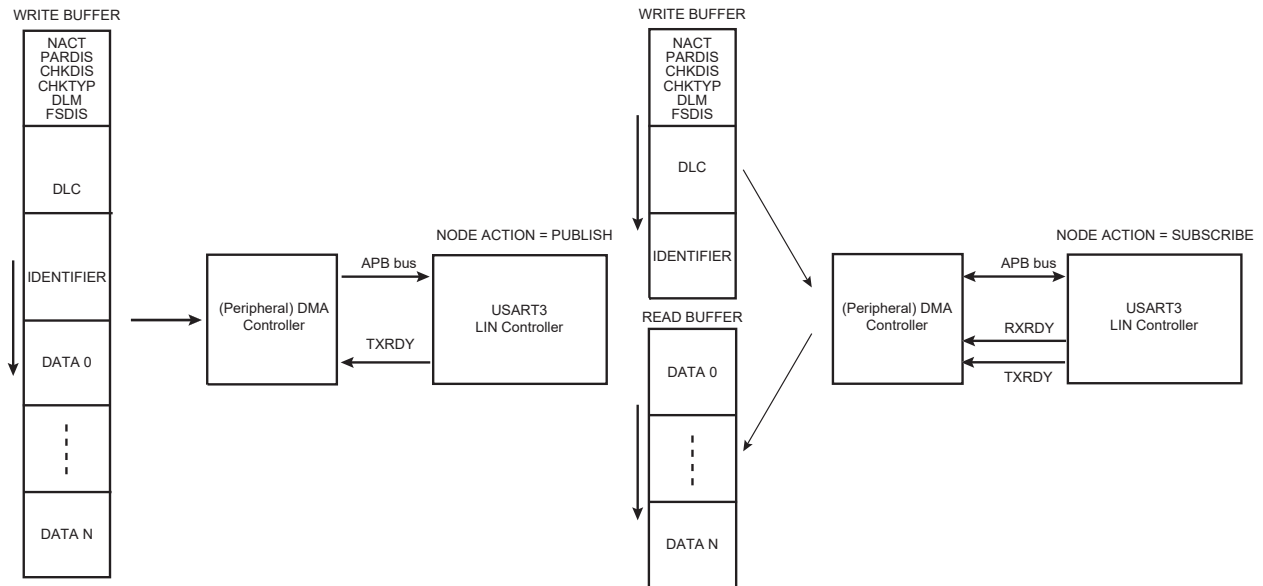 WRITE BUFFER
NACT
PARDIS
CHKDIS
CHKTYP
DLM
FSDIS
DLC
IDENTIFIER
DATA 0
DATA N
(Peripheral) DMA
Controller
APB bus
TXRDY
NODE ACTION = PUBLISH
USART3
LIN Controller
WRITE BUFFER
NACT
PARDIS
CHKDIS
CHKTYP
DLM
FSDIS
DLC
IDENTIFIER
READ BUFFER
DATA 0
DATA N
(Peripheral) DMA
Controller
APB bus
RXRDY
TXRDY
NODE ACTION = SUBSCRIBE
USART3
LIN Controller